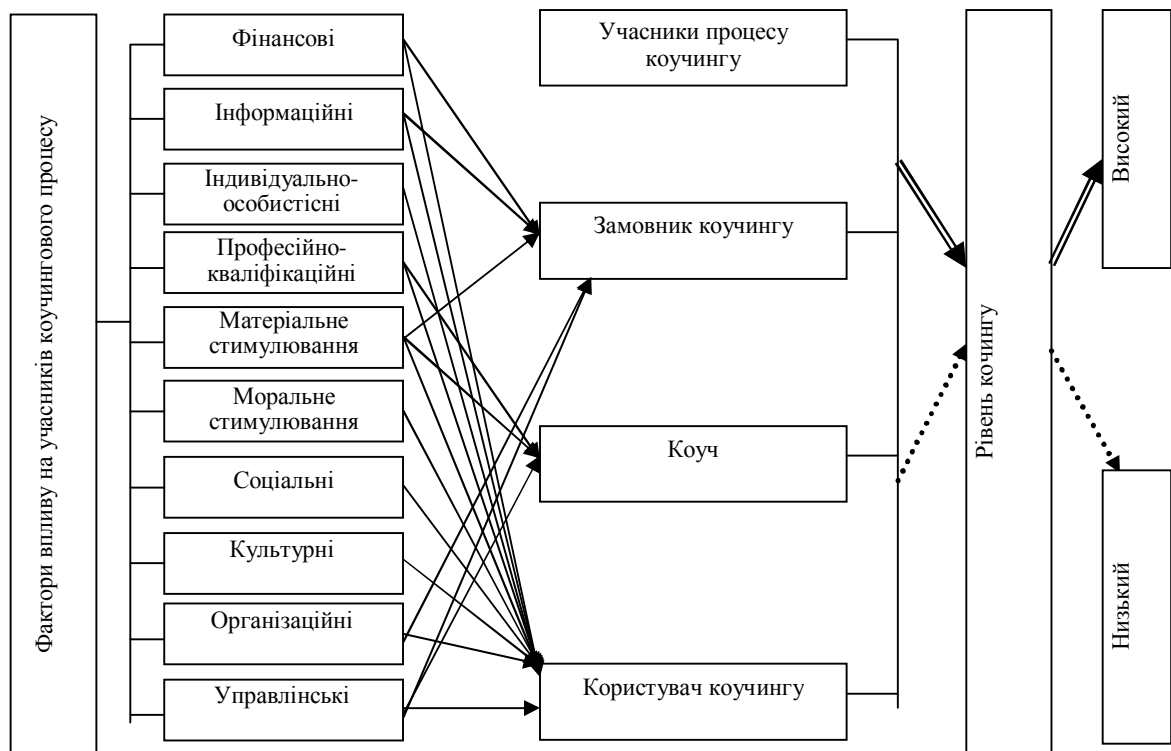 Фактори впливу на учасників коучингового процесу
Фінансові
Інформаційні
Індивідуально-
особистісні
Професійно-
кваліфікаційні
Матеріальне
стимулювання
Моральне
стимулювання
Соціальні
Культурні
Організаційні
Управлінські
Учасники процесу
коучингу
Замовник коучингу
Коуч
Користувач коучингу
Рівень кочингу
Високий
Низький